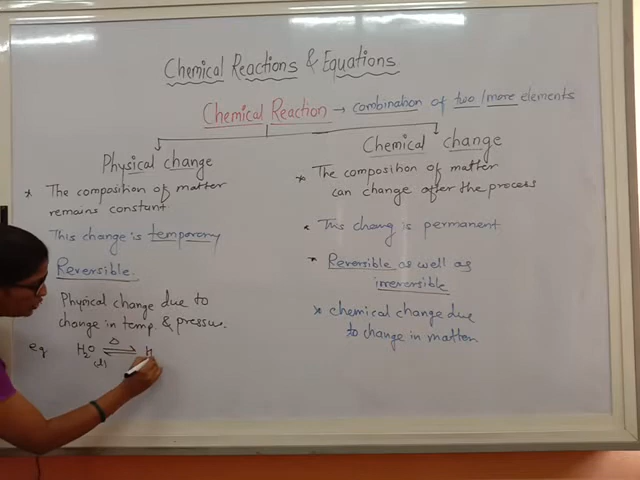 Chemical Reactions & Equations
Chemical Reaction → combination of two/more elements
Physical change
* The composition of matter
remains constant
This change is temporary
Reversible.
Physical change due to
change in temp. & pressure.
eg H2O ⇌ H
Δ
(l)
Chemical change
* The composition of matter
can change after the process
* This chang is permanent
* Reversible as well as
irreversible
* chemical change due
to change in matter